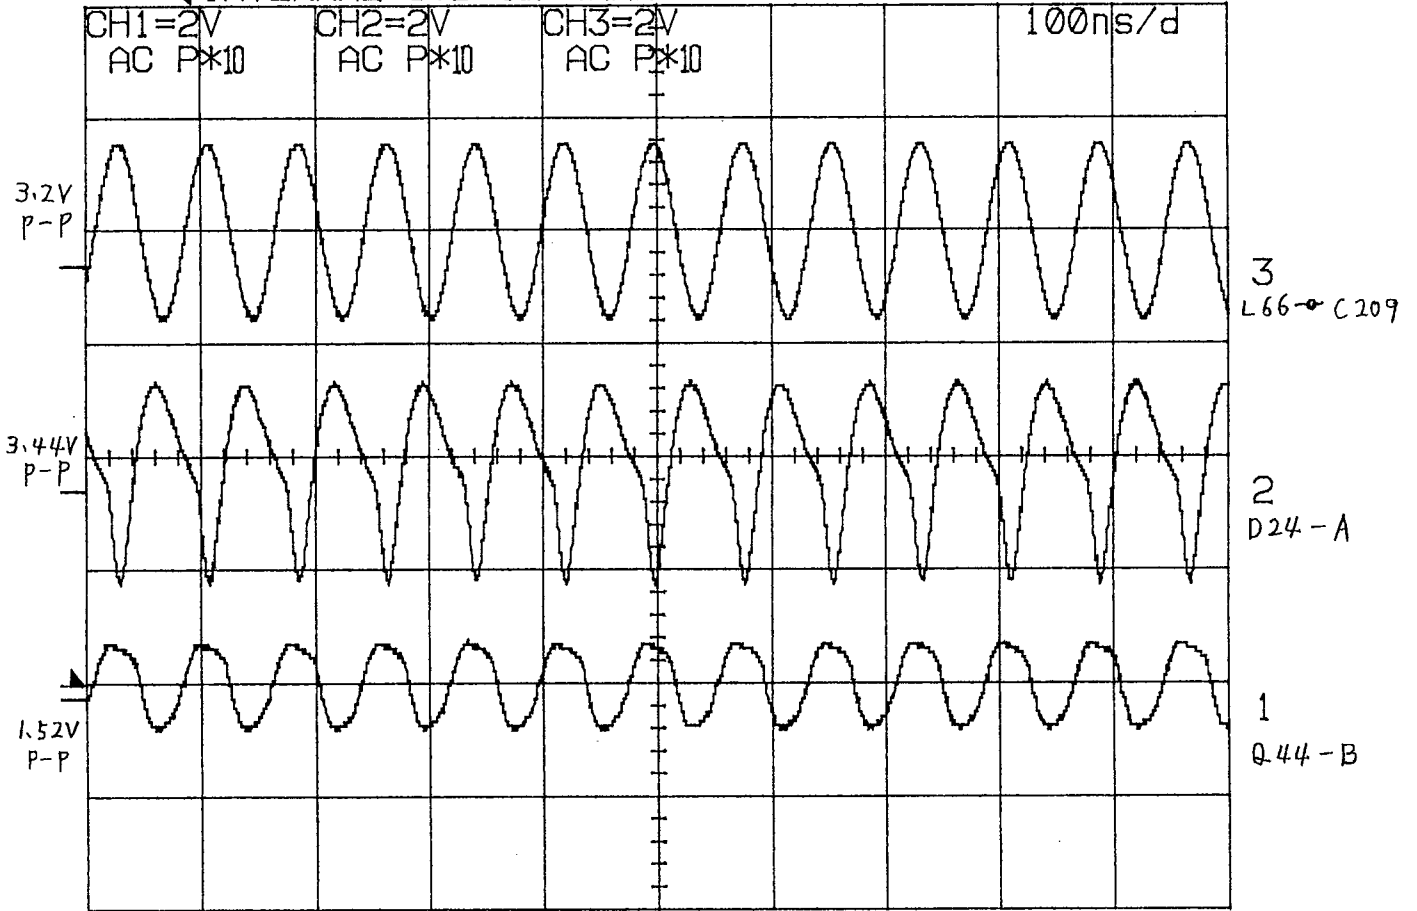 CH1=2V CH2=2V CH3=2V 100ns/d
AC P*10 AC P*10 AC P*10
3.2V
P-P
3
L66 C209
3.44V
P-P
2
D24-A
1.52V
P-P
1
Q44-B